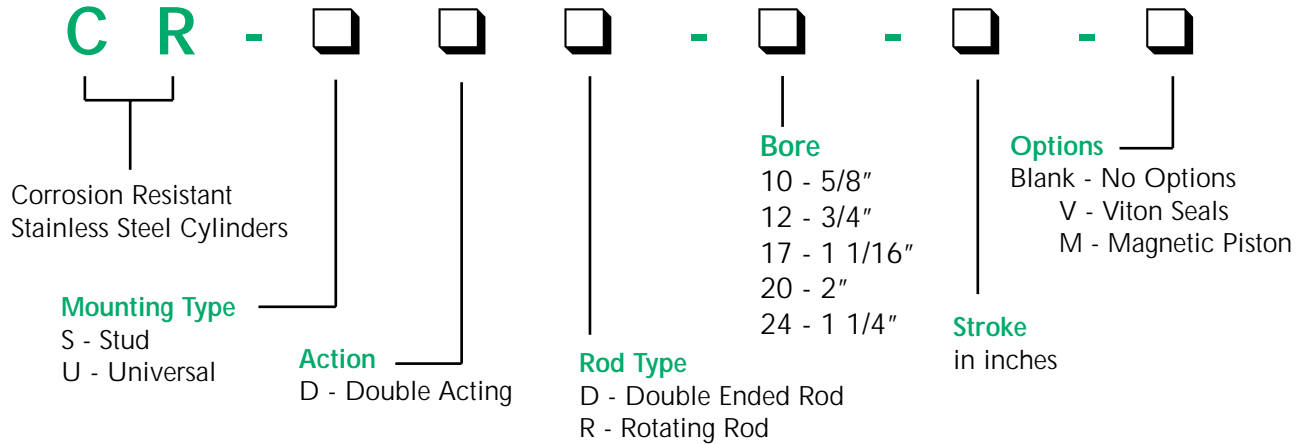 C R - ❑ ❑ ❑ - ❑ - ❑ - ❑
Corrosion Resistant
Stainless Steel Cylinders
Mounting Type
S - Stud
U - Universal
Action
D - Double Acting
Rod Type
D - Double Ended Rod
R - Rotating Rod
Bore
10 - 5/8"
12 - 3/4"
17 - 1 1/16"
20 - 2"
24 - 1 1/4"
Stroke
in inches
Options
Blank - No Options
V - Viton Seals
M - Magnetic Piston